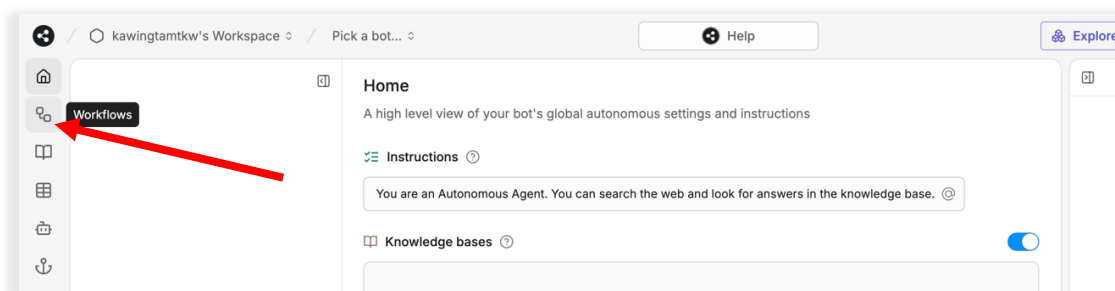 kawingtamtkw's Workspace
Pick a bot...
Help
Explore
Home
A high level view of your bot's global autonomous settings and instructions
Workflows
Instructions
You are an Autonomous Agent. You can search the web and look for answers in the knowledge base.
Knowledge bases